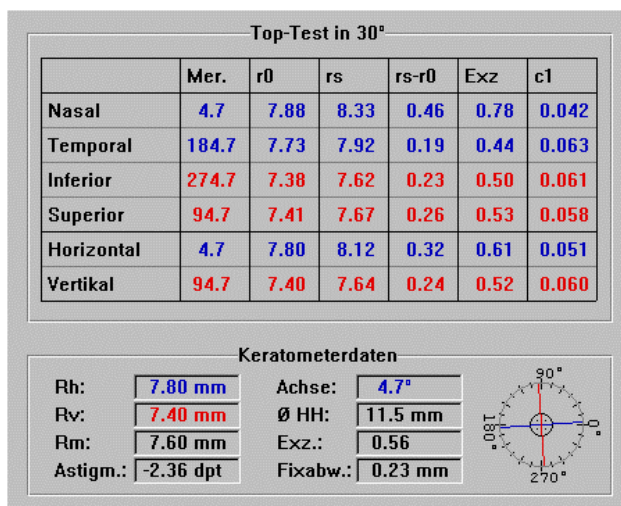 Top-Test in 30°
Mer. r0 rs rs-r0 Exz c1
Nasal 4.7 7.88 8.33 0.46 0.78 0.042
Temporal 184.7 7.73 7.92 0.19 0.44 0.063
Inferior 274.7 7.38 7.62 0.23 0.50 0.061
Superior 94.7 7.41 7.67 0.26 0.53 0.058
Horizontal 4.7 7.80 8.12 0.32 0.61 0.051
Vertikal 94.7 7.40 7.64 0.24 0.52 0.060
Keratometerdaten
Rh: 7.80 mm Achse: 4.7°
Rv: 7.40 mm Ø HH: 11.5 mm
Rm: 7.60 mm Exz.: 0.56
Astigm.: -2.36 dpt Fixabw.: 0.23 mm
90°
180°
0°
270°